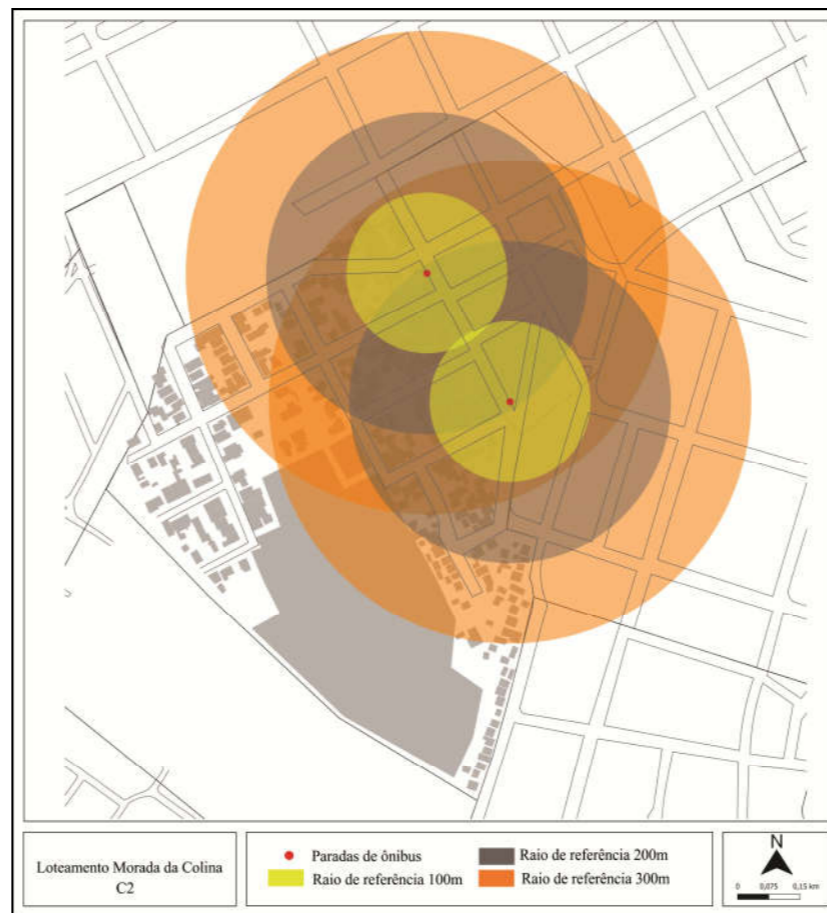 Loteamento Morada da Colina
C2
Paradas de ônibus
Raio de referência 100m
Raio de referência 200m
Raio de referência 300m
N
0 0,075 0,15 km